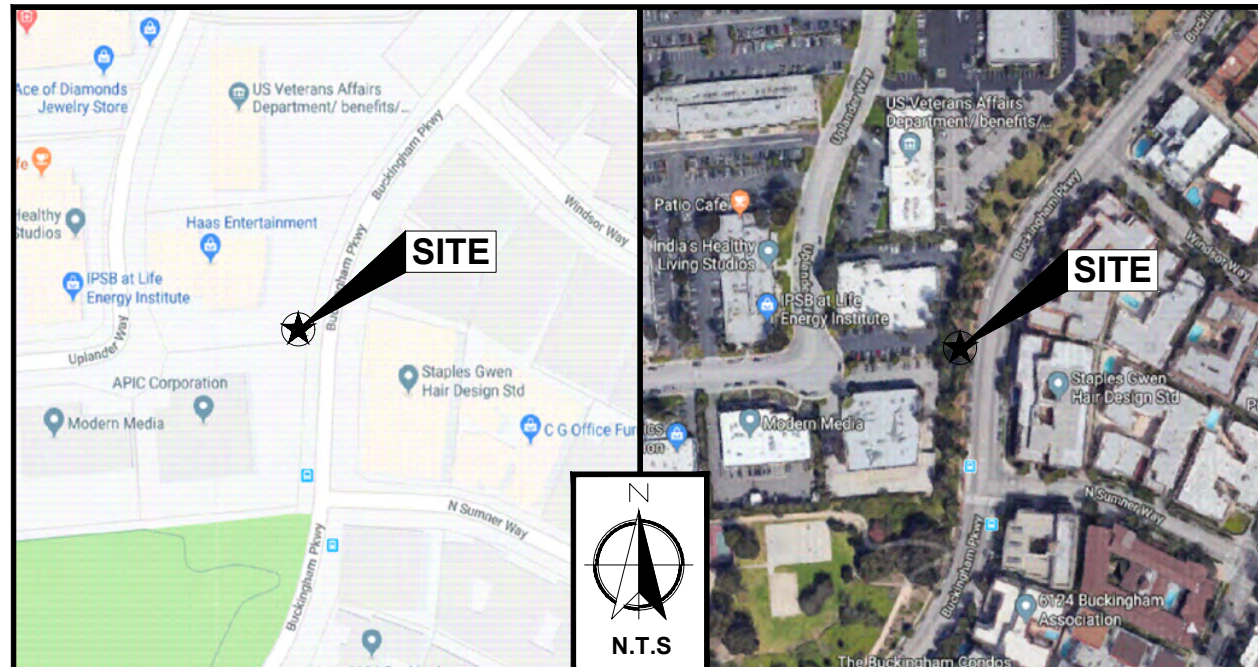 Ace of Diamonds
Jewelry Store
US Veterans Affairs
Department/ benefits/...
Buckingham Pkwy
Windsor Way
Healthy
Studios
Haas Entertainment
Buckingham Pkwy
SITE
IPSB at Life
Energy Institute
Uplander Way
APIC Corporation
Modern Media
Staples Gwen
Hair Design Std
C G Office Fur
N Sumner Way
Buckingham Pkwy
N
N.T.S
Uplander Way
US Veterans Affairs
Department/ benefits/...
Patio Cafe
India's Healthy
Living Studios
Uplander
Buckingham Pkwy
Windsor Way
SITE
IPSB at Life
Energy Institute
Staples Gwen
Hair Design Std
Modern Media
N Sumner Way
Buckingham Pkwy
6124 Buckingham
Association
The Buckingham Condos